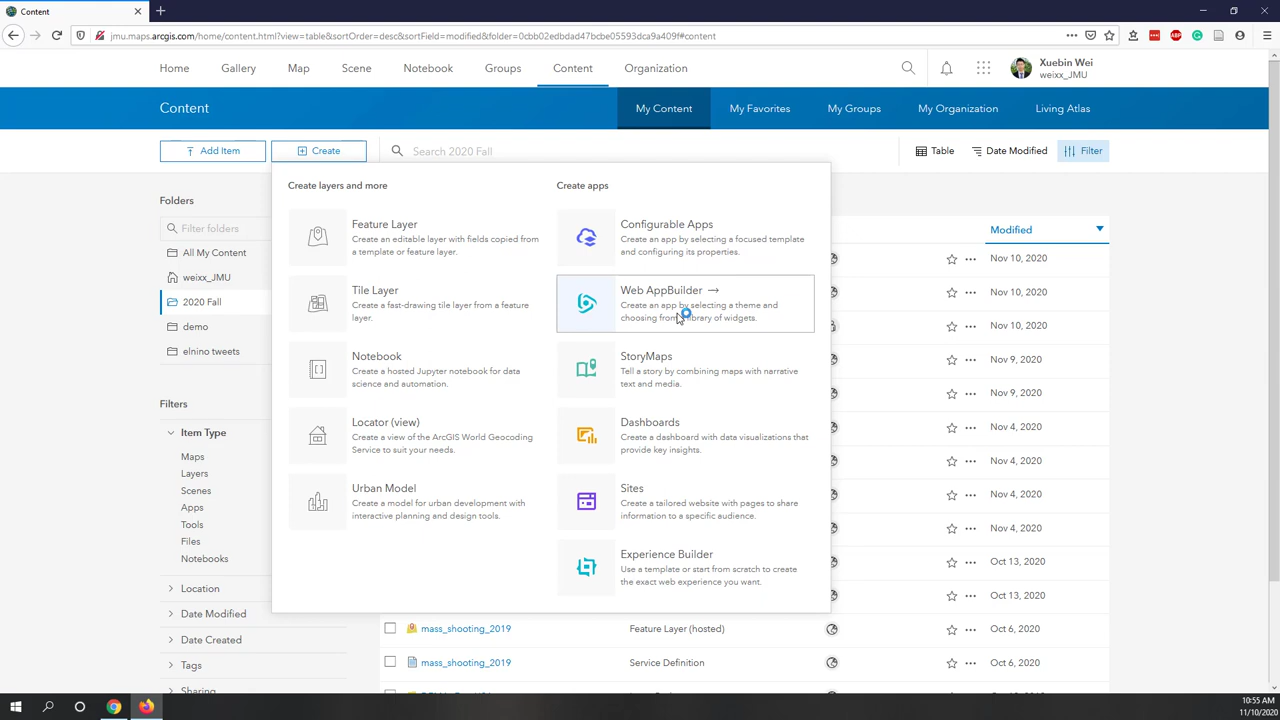 Content
jmu.maps.arcgis.com/home/content.html?view=table&sortOrder=desc&sortField=modified&folder=0cbb02edbdad47bcbe05593dca9a409f#content
Home
Gallery
Map
Scene
Notebook
Groups
Content
Organization
Xuebin Wei
weixx_JMU
Content
My Content
My Favorites
My Groups
My Organization
Living Atlas
Add Item
Create
Search 2020 Fall
Table
Date Modified
Filter
Folders
Filter folders
All My Content
weixx_JMU
2020 Fall
demo
elnino tweets
Filters
Item Type
Maps
Layers
Scenes
Apps
Tools
Files
Notebooks
Location
Date Modified
Date Created
Tags
Sharing
Create layers and more
Feature Layer
Create an editable layer with fields copied
from a template or feature layer.
Tile Layer
Create a fast-drawing tile layer from a feature
layer.
Notebook
Create a hosted Jupyter notebook for data
science and automation.
Locator (view)
Create a view of the ArcGIS World Geocoding
Service to suit your needs.
Urban Model
Create a model for urban development with
interactive planning and design tools.
Create apps
Configurable Apps
Create an app by selecting a focused template
and configuring its properties.
Web AppBuilder →
Create an app by selecting a theme and
choosing from library of widgets.
StoryMaps
Tell a story by combining maps with narrative
text and media.
Dashboards
Create a dashboard with data visualizations that
provide key insights.
Sites
Create a tailored website with pages to share
information to a specific audience.
Experience Builder
Use a template or start from scratch to create
the exact web experience you want.
Modified
Nov 10, 2020
Nov 10, 2020
Nov 10, 2020
Nov 9, 2020
Nov 9, 2020
Nov 4, 2020
Nov 4, 2020
Nov 4, 2020
Nov 4, 2020
Oct 13, 2020
Oct 13, 2020
mass_shooting_2019
Feature Layer (hosted)
Oct 6, 2020
mass_shooting_2019
Service Definition
Oct 6, 2020
10:55 AM
11/10/2020